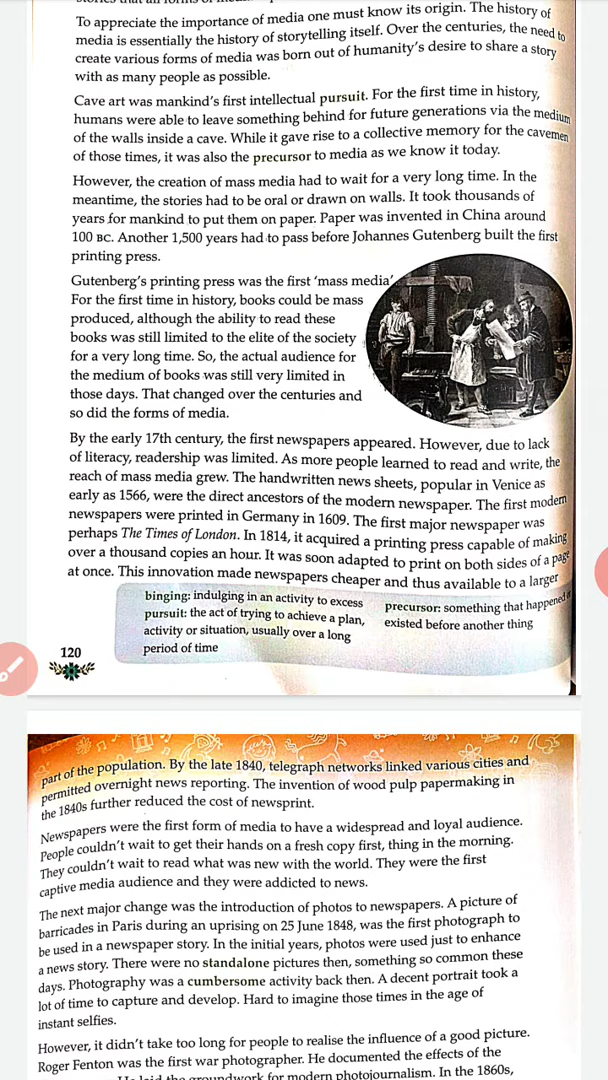 To appreciate the importance of media one must know its origin. The history of
media is essentially the history of storytelling itself. Over the centuries, the need to
create various forms of media was born out of humanity's desire to share a story
with as many people as possible.
Cave art was mankind's first intellectual pursuit. For the first time in history,
humans were able to leave something behind for future generations via the medium
of the walls inside a cave. While it gave rise to a collective memory for the cavemen
of those times, it was also the precursor to media as we know it today.
However, the creation of mass media had to wait for a very long time. In the
meantime, the stories had to be oral or drawn on walls. It took thousands of
years for mankind to put them on paper. Paper was invented in China around
100 BC. Another 1,500 years had to pass before Johannes Gutenberg built the first
printing press.
Gutenberg's printing press was the first 'mass media'
For the first time in history, books could be mass
produced, although the ability to read these
books was still limited to the elite of the society
for a very long time. So, the actual audience for
the medium of books was still very limited in
those days. That changed over the centuries and
so did the forms of media.
By the early 17th century, the first newspapers appeared. However, due to lack
of literacy, readership was limited. As more people learned to read and write, the
reach of mass media grew. The handwritten news sheets, popular in Venice as
early as 1566, were the direct ancestors of the modern newspaper. The first modern
newspapers were printed in Germany in 1609. The first major newspaper was
perhaps The Times of London. In 1814, it acquired a printing press capable of making
over a thousand copies an hour. It was soon adapted to print on both sides of a page
at once. This innovation made newspapers cheaper and thus available to a larger
binging: indulging in an activity to excess
pursuit: the act of trying to achieve a plan,
activity or situation, usually over a long
period of time
precursor: something that happened
existed before another thing
120
part of the population. By the late 1840, telegraph networks linked various cities and
permitted overnight news reporting. The invention of wood pulp papermaking in
the 1840s further reduced the cost of newsprint.
Newspapers were the first form of media to have a widespread and loyal audience.
People couldn't wait to get their hands on a fresh copy first, thing in the morning.
They couldn't wait to read what was new with the world. They were the first
captive media audience and they were addicted to news.
The next major change was the introduction of photos to newspapers. A picture of
barricades in Paris during an uprising on 25 June 1848, was the first photograph to
be used in a newspaper story. In the initial years, photos were used just to enhance
a news story. There were no standalone pictures then, something so common these
days. Photography was a cumbersome activity back then. A decent portrait took a
lot of time to capture and develop. Hard to imagine those times in the age of
instant selfies.
However, it didn't take too long for people to realise the influence of a good picture.
Roger Fenton was the first war photographer. He documented the effects of the
He laid the groundwork for modern photojournalism. In the 1860s,